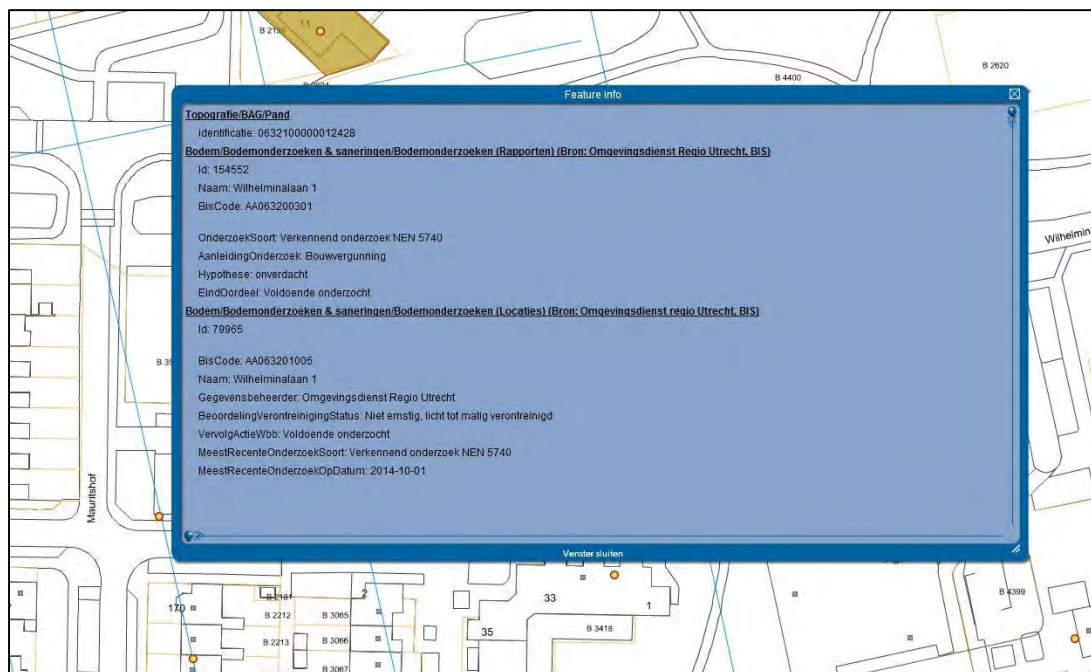 11
B 2136
B 2620
B 4400
Feature info
Topografie/BAG/Pand
identificatie: 0632100000012428
Bodem/Bodemonderzoeken & saneringen/Bodemonderzoeken (Rapporten) (Bron: Omgevingsdienst Regio Utrecht, BIS)
Id: 154552
Naam: Wilhelminalaan 1
BisCode: AA063200301
OnderzoekSoort: Verkennend onderzoek NEN 5740
AanleidingOnderzoek: Bouwvergunning
Hypothese: onverdacht
EindOordeel: Voldoende onderzocht
Bodem/Bodemonderzoeken & saneringen/Bodemonderzoeken (Locaties) (Bron: Omgevingsdienst regio Utrecht, BIS)
Id: 79965
BisCode: AA063201005
Naam: Wilhelminalaan 1
Gegevensbeheerder: Omgevingsdienst Regio Utrecht
BeoordelingVerontreinigingStatus: Niet ernstig, licht tot matig verontreinigd
VervolgActieWbb: Voldoende onderzocht
MeestRecenteOnderzoekSoort: Verkennend onderzoek NEN 5740
MeestRecenteOnderzoekOpDatum: 2014-10-01
Wilhelmin
B 35
Mauritshof
Venster sluiten
B 2181
170
2
33
1
B 4399
B 2212
B 3065
35
B 3418
B 2213
B 3066
B 3067